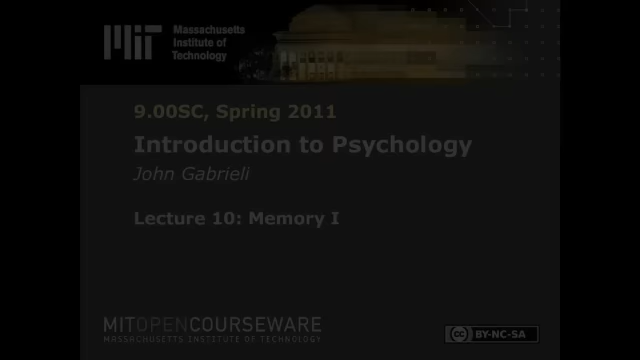 Massachusetts
Institute of
Technology
9.00SC, Spring 2011
Introduction to Psychology
John Gabrieli
Lecture 10: Memory I
MITOPENCOURSEWARE
MASSACHUSETTS INSTITUTE OF TECHNOLOGY
cc BY-NC-SA